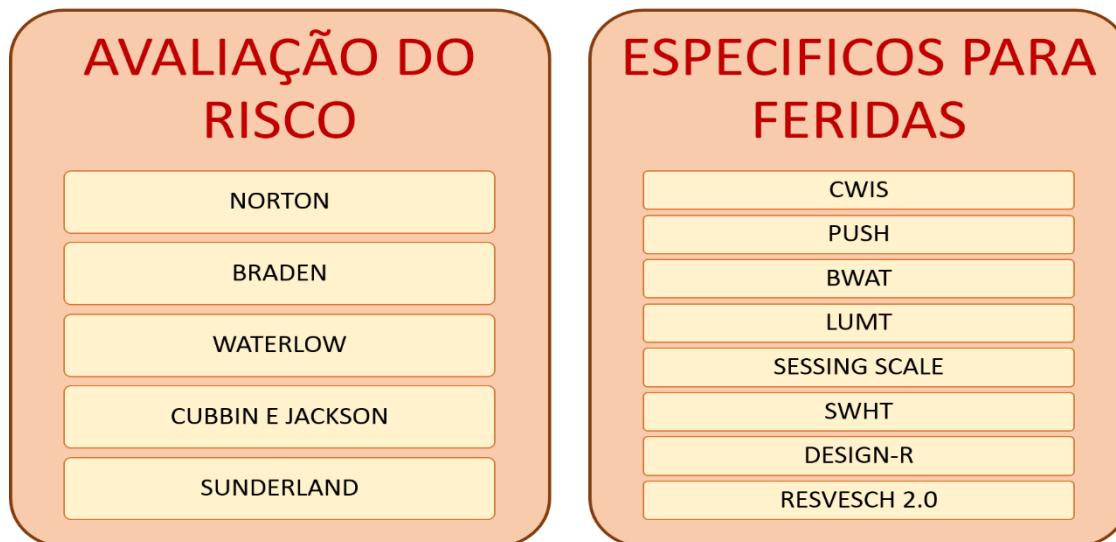 AVALIAÇÃO DO
RISCO
NORTON
BRADEN
WATERLOW
CUBBIN E JACKSON
SUNDERLAND
ESPECIFICOS PARA
FERIDAS
CWIS
PUSH
BWAT
LUMT
SESSING SCALE
SWHT
DESIGN-R
RESVESCH 2.0